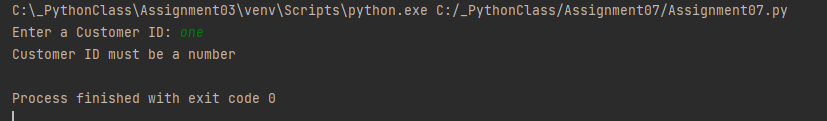 C:\_PythonClass\Assignment03\venv\Scripts\python.exe C:/_PythonClass/Assignment07/Assignment07.py
Enter a Customer ID: one
Customer ID must be a number
Process finished with exit code 0